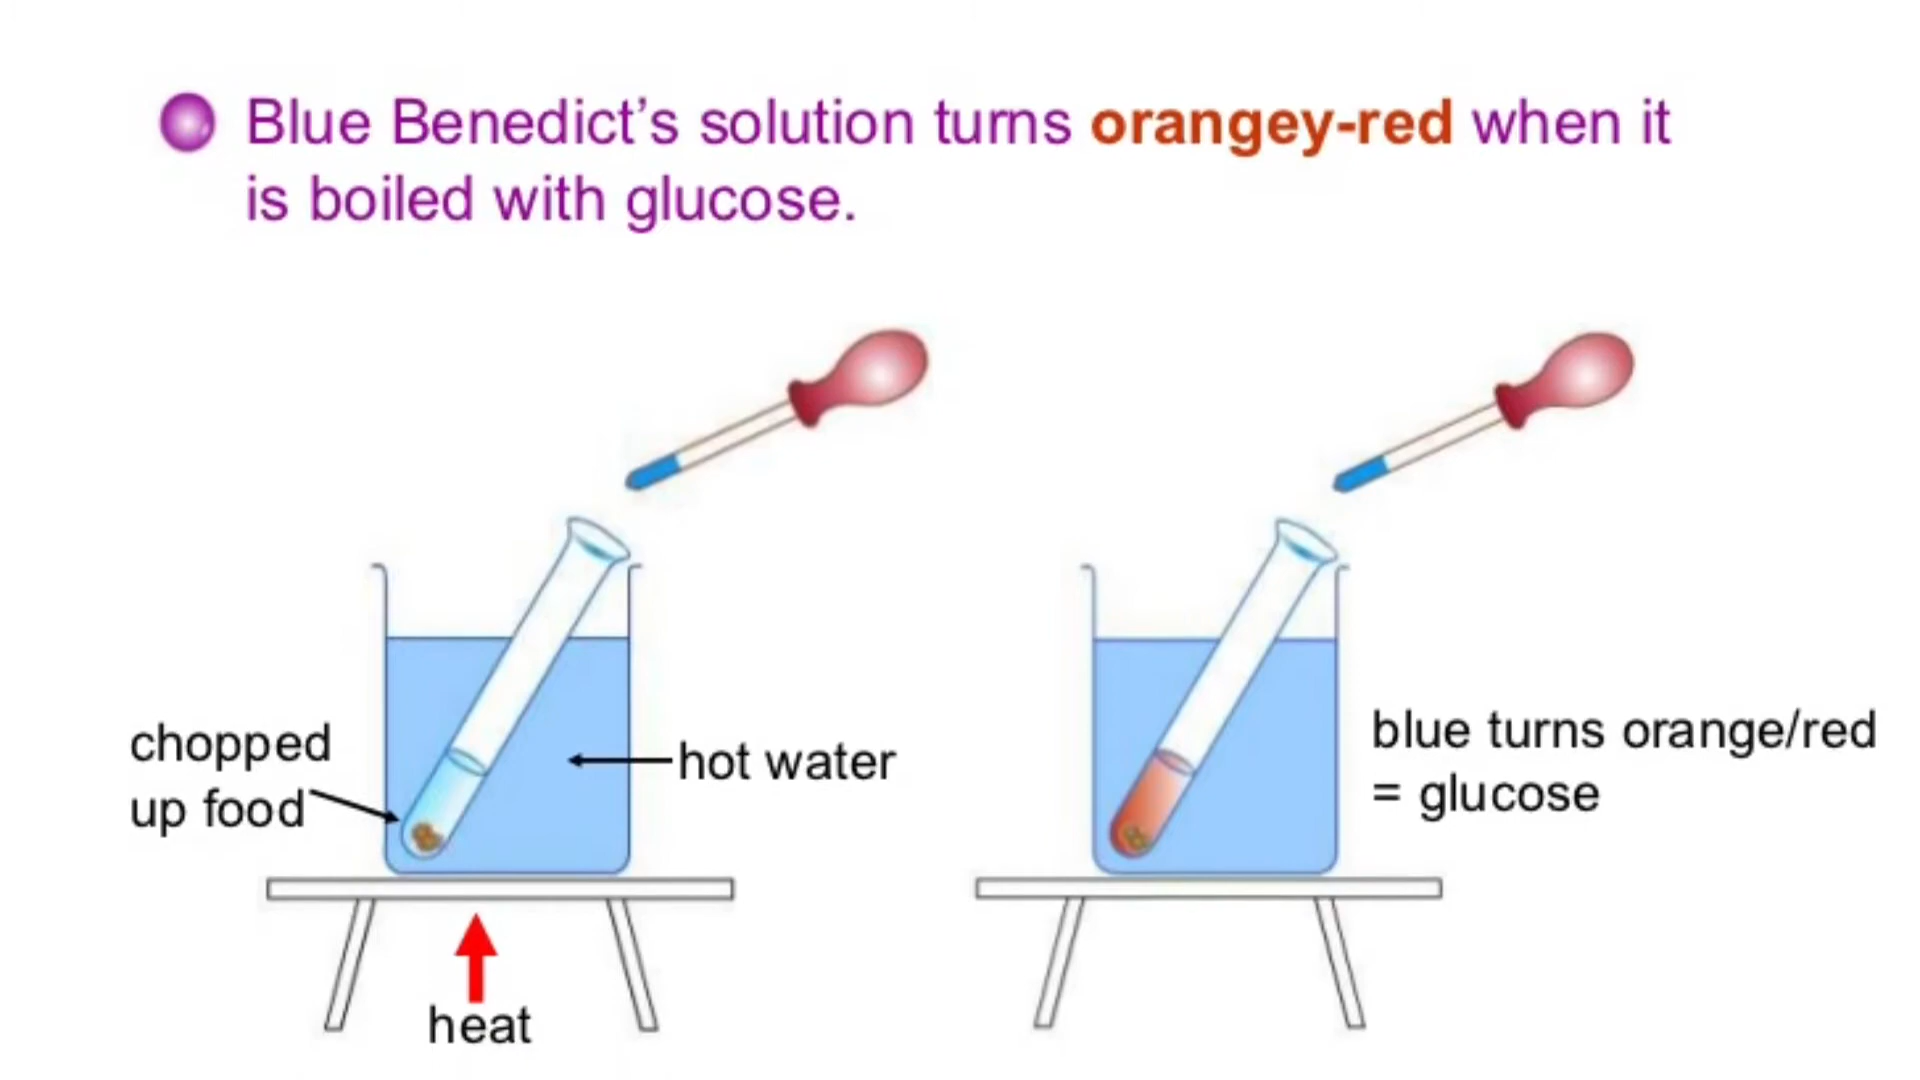 Blue Benedict's solution turns orangey-red when it
is boiled with glucose.
chopped
up food
hot water
heat
blue turns orange/red
= glucose